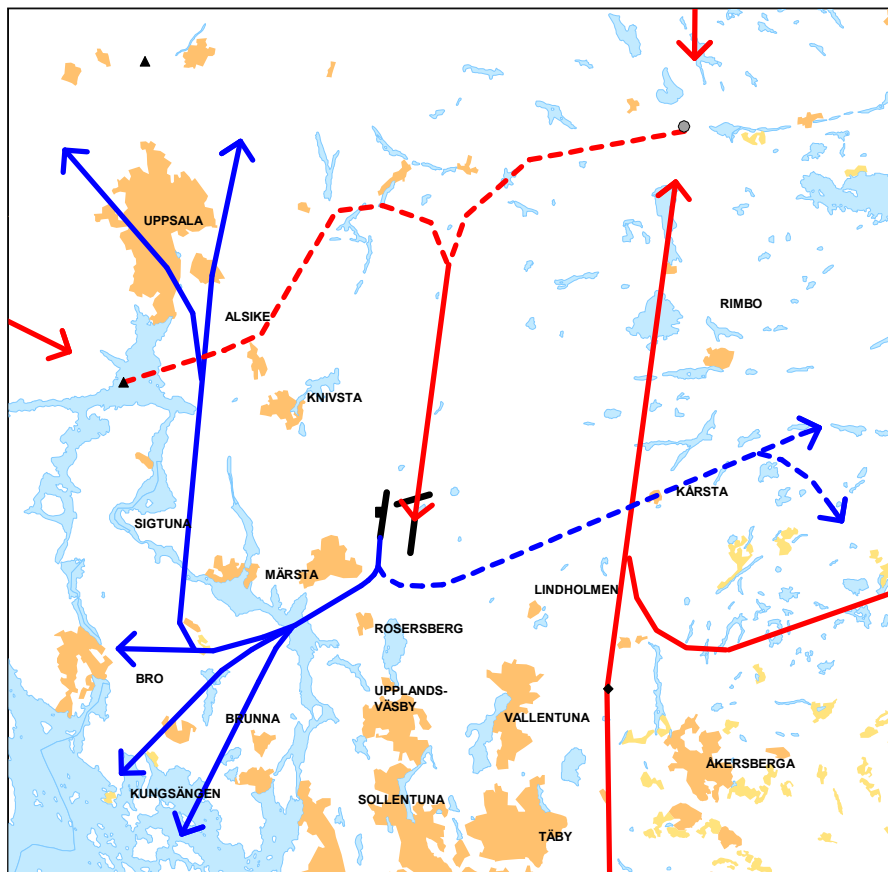 UPPSALA
RIMBO
ALSIKE
KNIVSTA
KÅRSTA
SIGTUNA
MÄRSTA
LINDHOLMEN
ROSERSBERG
BRO
UPPLANDS-
VÄSBY
BRUNNA
VALLENTUNA
ÅKERSBERGA
KUNGSÄNGEN
SOLLENTUNA
TÄBY